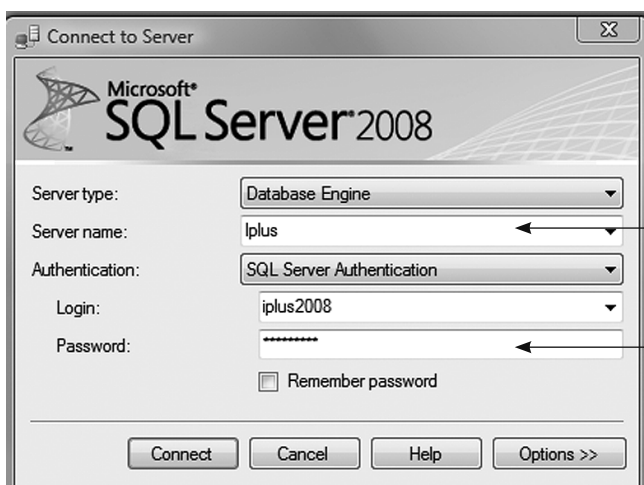 Connect to Server
Microsoft®
SQL Server® 2008
Server type: Database Engine
Server name: Iplus
Authentication: SQL Server Authentication
Login: iplus2008
Password: *********
Remember password
Connect Cancel Help Options >>